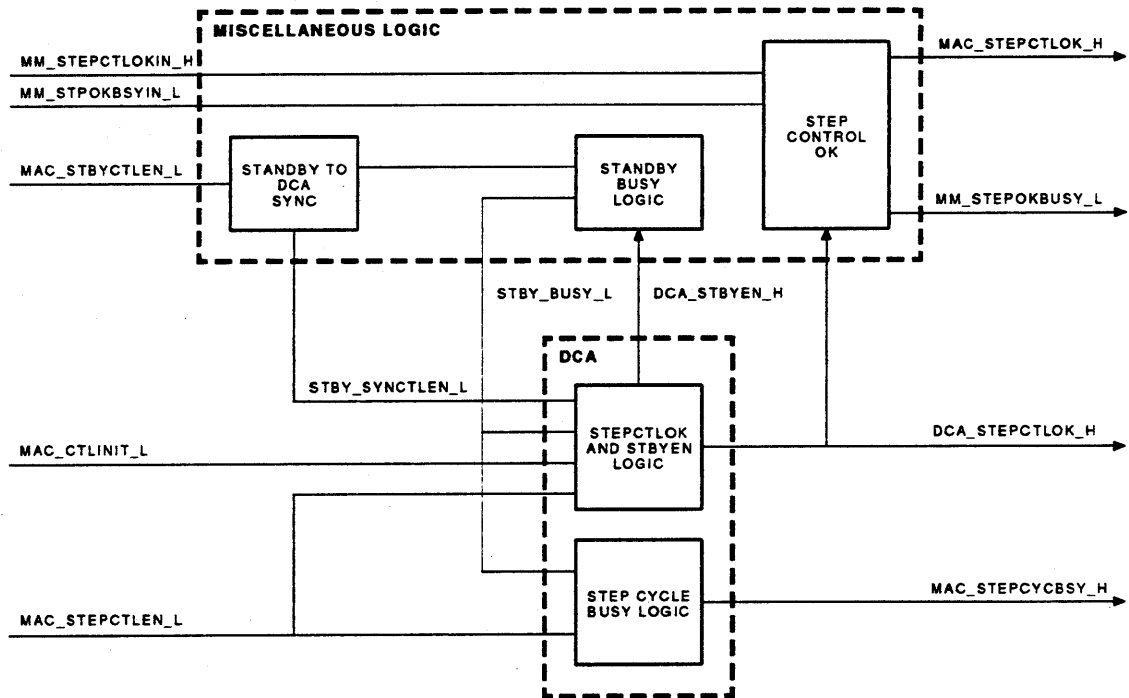 MISCELLANEOUS LOGIC
MAC_STEPCTLOK_H
MM_STEPCTLOKIN_H
MM_STPOKBSYIN_L
STEP
CONTROL
OK
MAC_STBYCTLEN_L
STANDBY TO
DCA
SYNC
STANDBY
BUSY
LOGIC
MM_STEPOKBUSY_L
STBY_BUSY_L
DCA_STBYEN_H
DCA
STBY_SYNCTLEN_L
STEPCTLOK
AND STBYEN
LOGIC
DCA_STEPCTLOK_H
MAC_CTLINIT_L
STEP CYCLE
BUSY LOGIC
MAC_STEPCYCBSY_H
MAC_STEPCTLEN_L